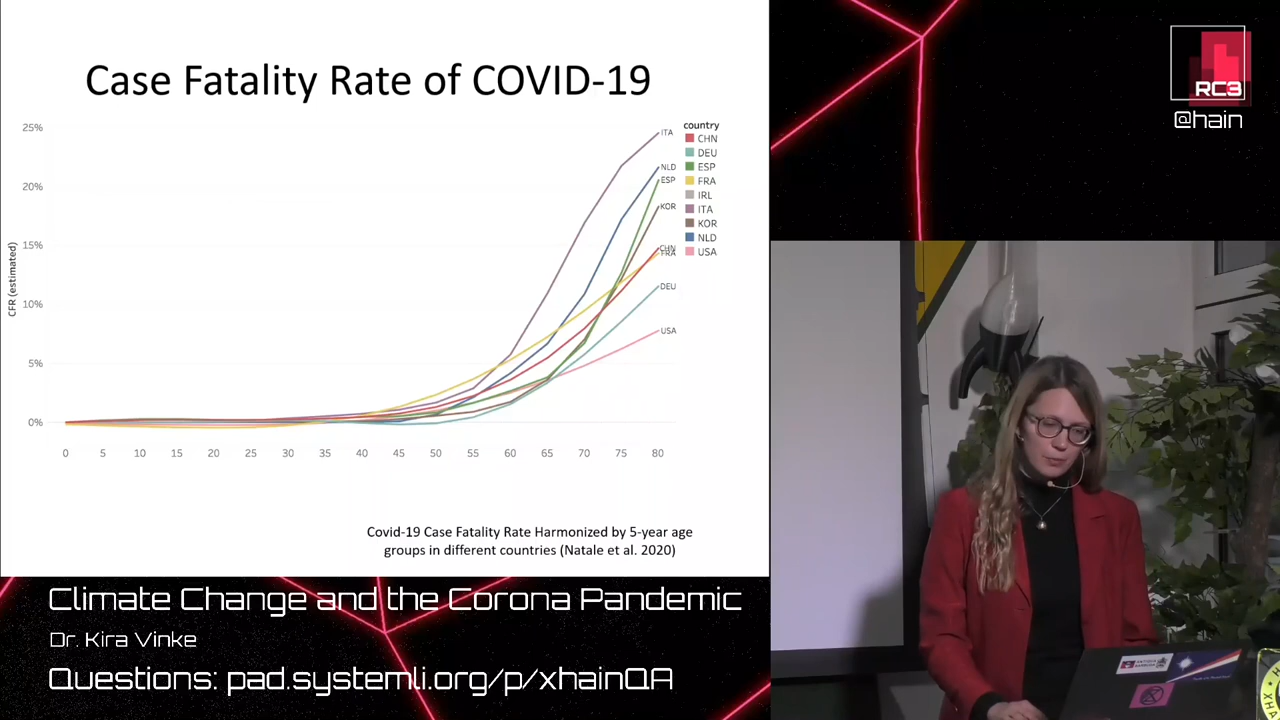 Case Fatality Rate of COVID-19
25%
20%
15%
10%
5%
0%
CFR (estimated)
0 5 10 15 20 25 30 35 40 45 50 55 60 65 70 75 80
ITA
NLD
ESP
KOR
CHN
FRA
DEU
USA
country
CHN
DEU
ESP
FRA
IRL
ITA
KOR
NLD
USA
Covid-19 Case Fatality Rate Harmonized by 5-year age
groups in different countries (Natale et al. 2020)
RC3
@hain
Climate Change and the Corona Pandemic
Dr. Kira Vinke
Questions: pad.systemli.org/p/xhainQA